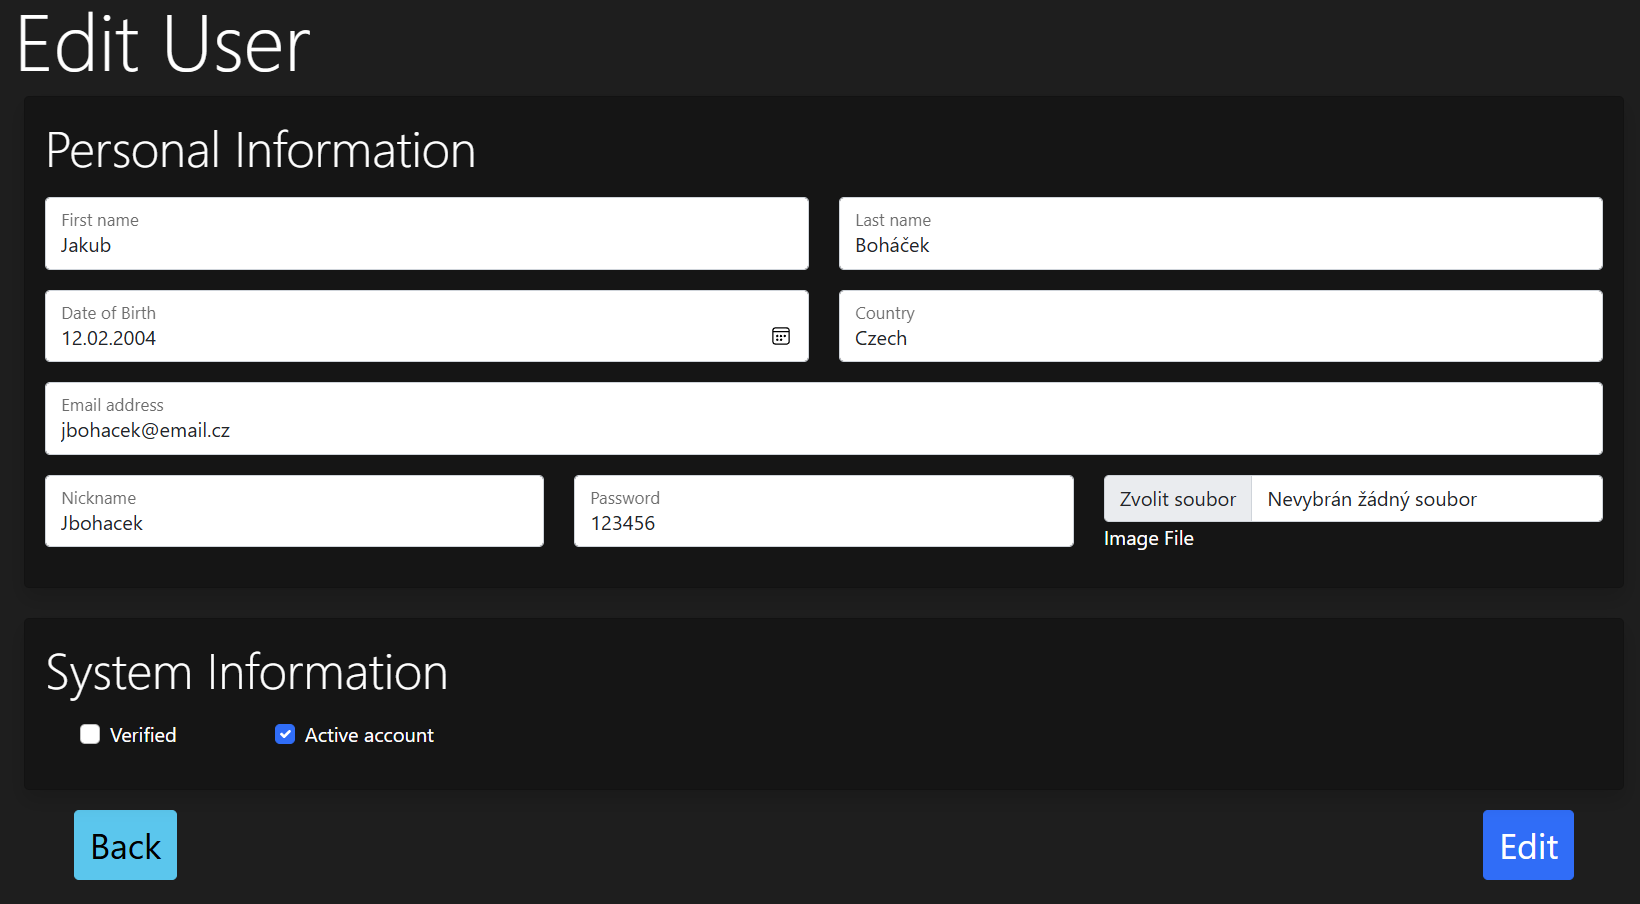 Edit User
Personal Information
First name
Jakub
Last name
Boháček
Date of Birth
12.02.2004
Country
Czech
Email address
jbohacek@email.cz
Nickname
Jbohacek
Password
123456
Zvolit soubor Nevybrán žádný soubor
Image File
System Information
Verified Active account
Back Edit